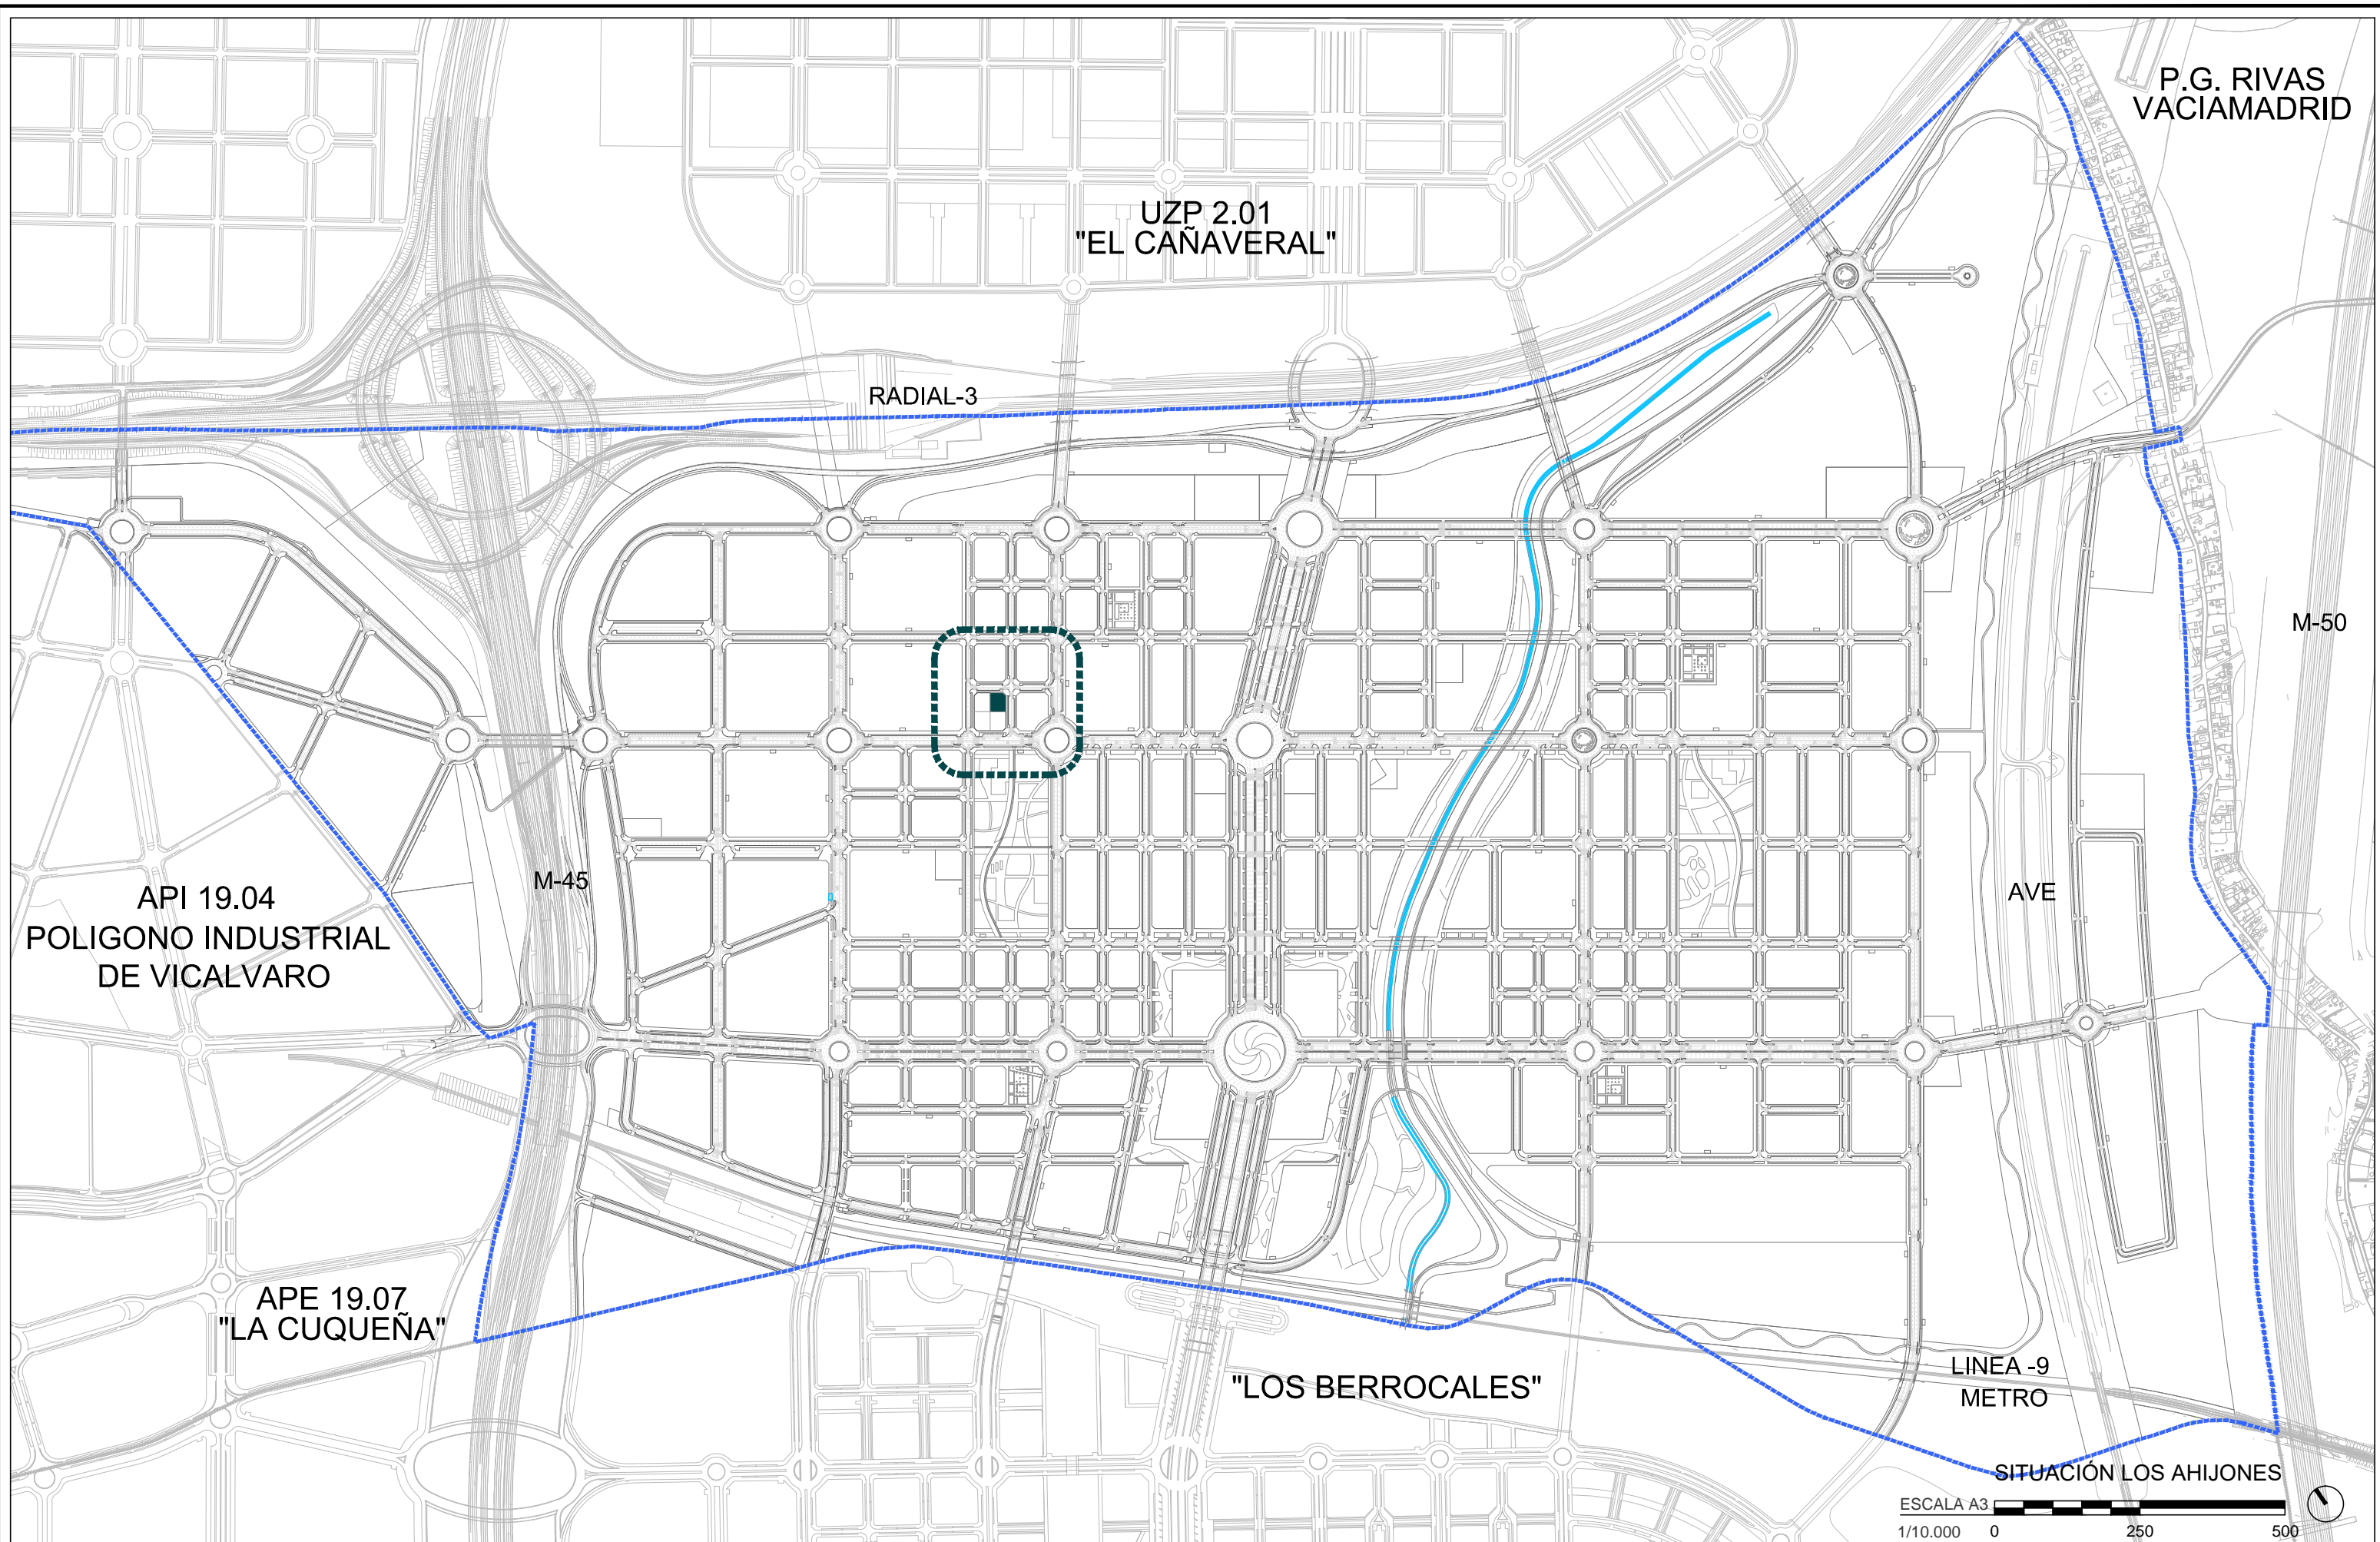 P.G. RIVAS
VACIAMADRID
UZP 2.01
"EL CAÑAVERAL"
RADIAL-3
M-50
M-45
API 19.04
POLIGONO INDUSTRIAL
DE VICALVARO
AVE
APE 19.07
"LA CUQUEÑA"
"LOS BERROCALES"
LINEA -9
METRO
SITUACIÓN LOS AHIJONES
ESCALA A3
1/10.000 0 250 500